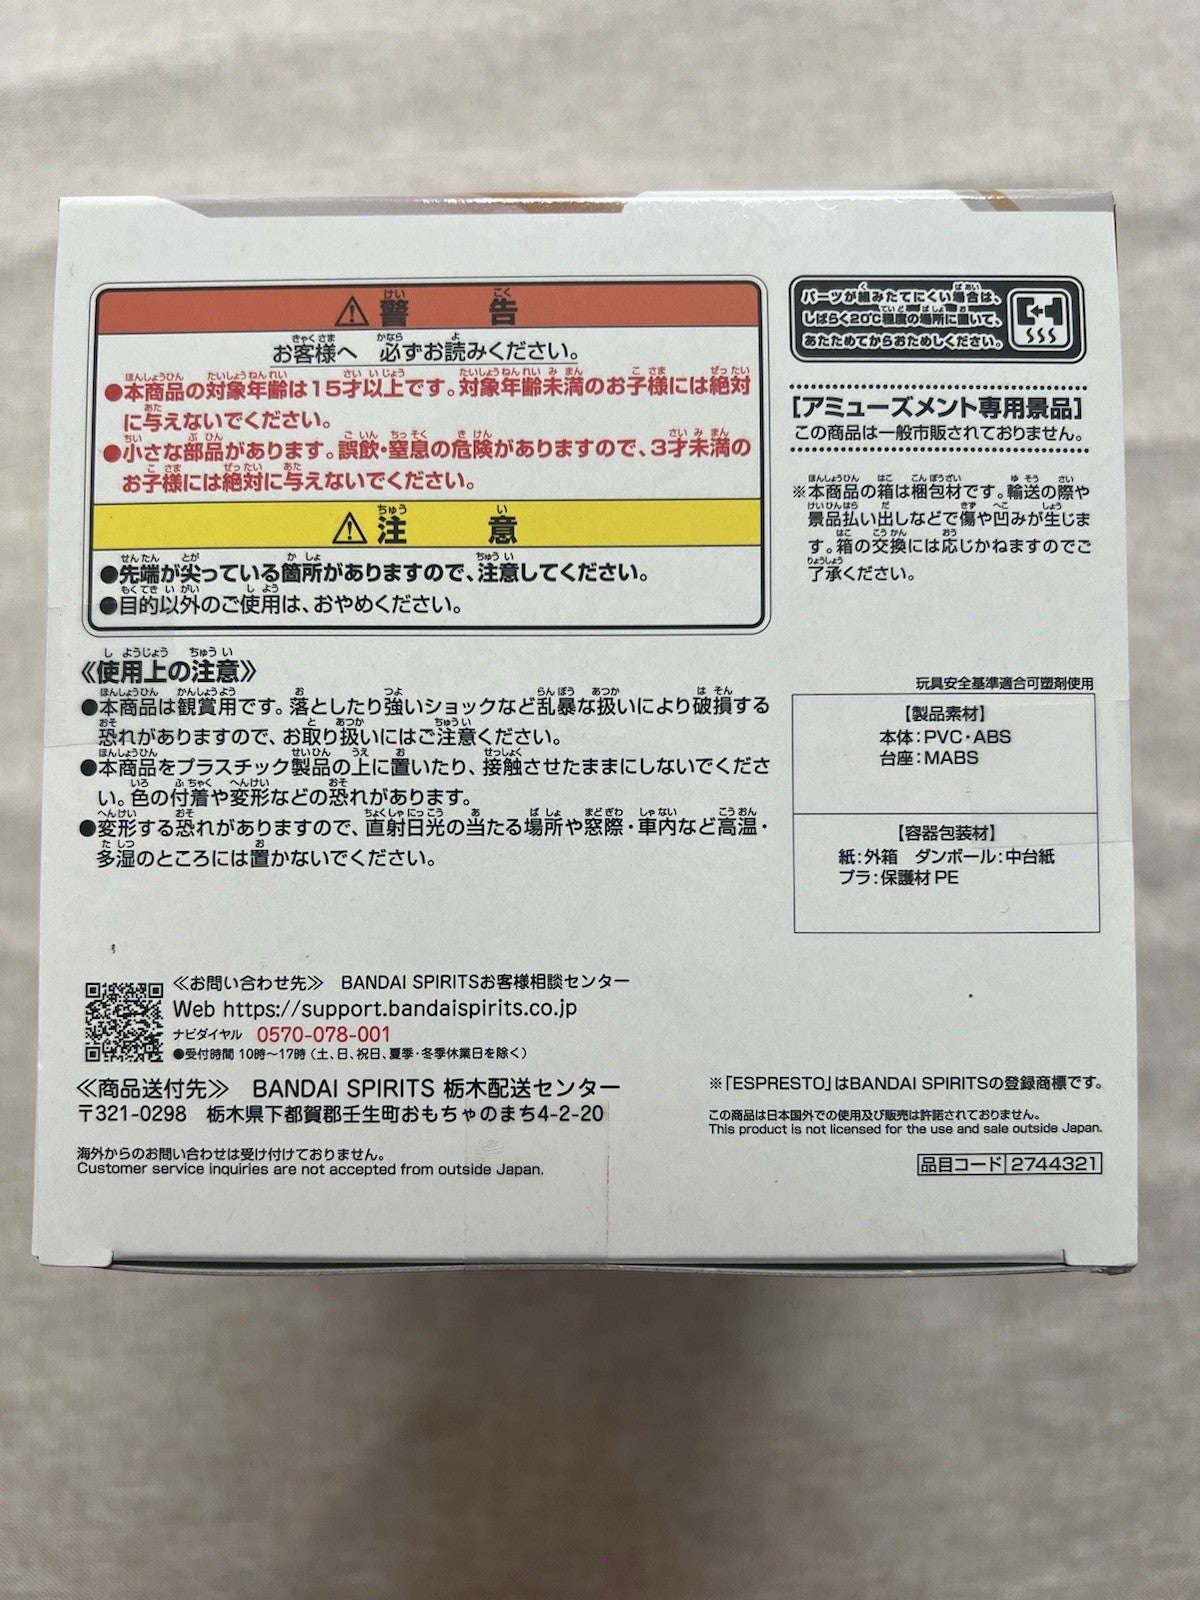 ⚠警告
お客様へ 必ずお読みください。
●本商品の対象年齢は15才以上です。対象年齢未満のお子様には絶対
に与えないでください。
●小さな部品があります。誤飲・窒息の危険がありますので、3才未満の
お子様には絶対に与えないでください。
⚠注意
●先端が尖っている箇所がありますので、注意してください。
●目的以外のご使用は、おやめください。
《使用上の注意》
●本商品は観賞用です。落としたり強いショックなど乱暴な扱いにより破損する
恐れがありますので、お取り扱いにはご注意ください。
●本商品をプラスチック製品の上に置いたり、接触させたままにしないでくださ
い。色の付着や変形などの恐れがあります。
●変形する恐れがありますので、直射日光の当たる場所や窓際・車内など高温・
多湿のところには置かないでください。
パーツが組みたてにくい場合は、
しばらく20℃程度の場所に置いて、
あたためてからおためしください。
[アミューズメント専用景品]
この商品は一般市販されておりません。
※本商品の箱は梱包材です。輸送の際や
景品払い出しなどで傷や凹みが生じま
す。箱の交換には応じかねますのでご
了承ください。
玩具安全基準適合可塑剤使用
【製品素材】
本体:PVC・ABS
台座:MABS
【容器包装材】
紙:外箱 ダンボール:中台紙
プラ:保護材PE
≪お問い合わせ先≫ BANDAI SPIRITSお客様相談センター
Web https://support.bandaispirits.co.jp
ナビダイヤル 0570-078-001
●受付時間 10時〜17時(土、日、祝日、夏季・冬季休業日を除く)
≪商品送付先≫ BANDAI SPIRITS 栃木配送センター
〒321-0298 栃木県下都賀郡壬生町おもちゃのまち4-2-20
海外からのお問い合わせは受け付けておりません。
Customer service inquiries are not accepted from outside Japan.
※「ESPRESTO」はBANDAI SPIRITSの登録商標です。
この商品は日本国外での使用及び販売は許諾されておりません。
This product is not licensed for the use and sale outside Japan.
品目コード 2744321